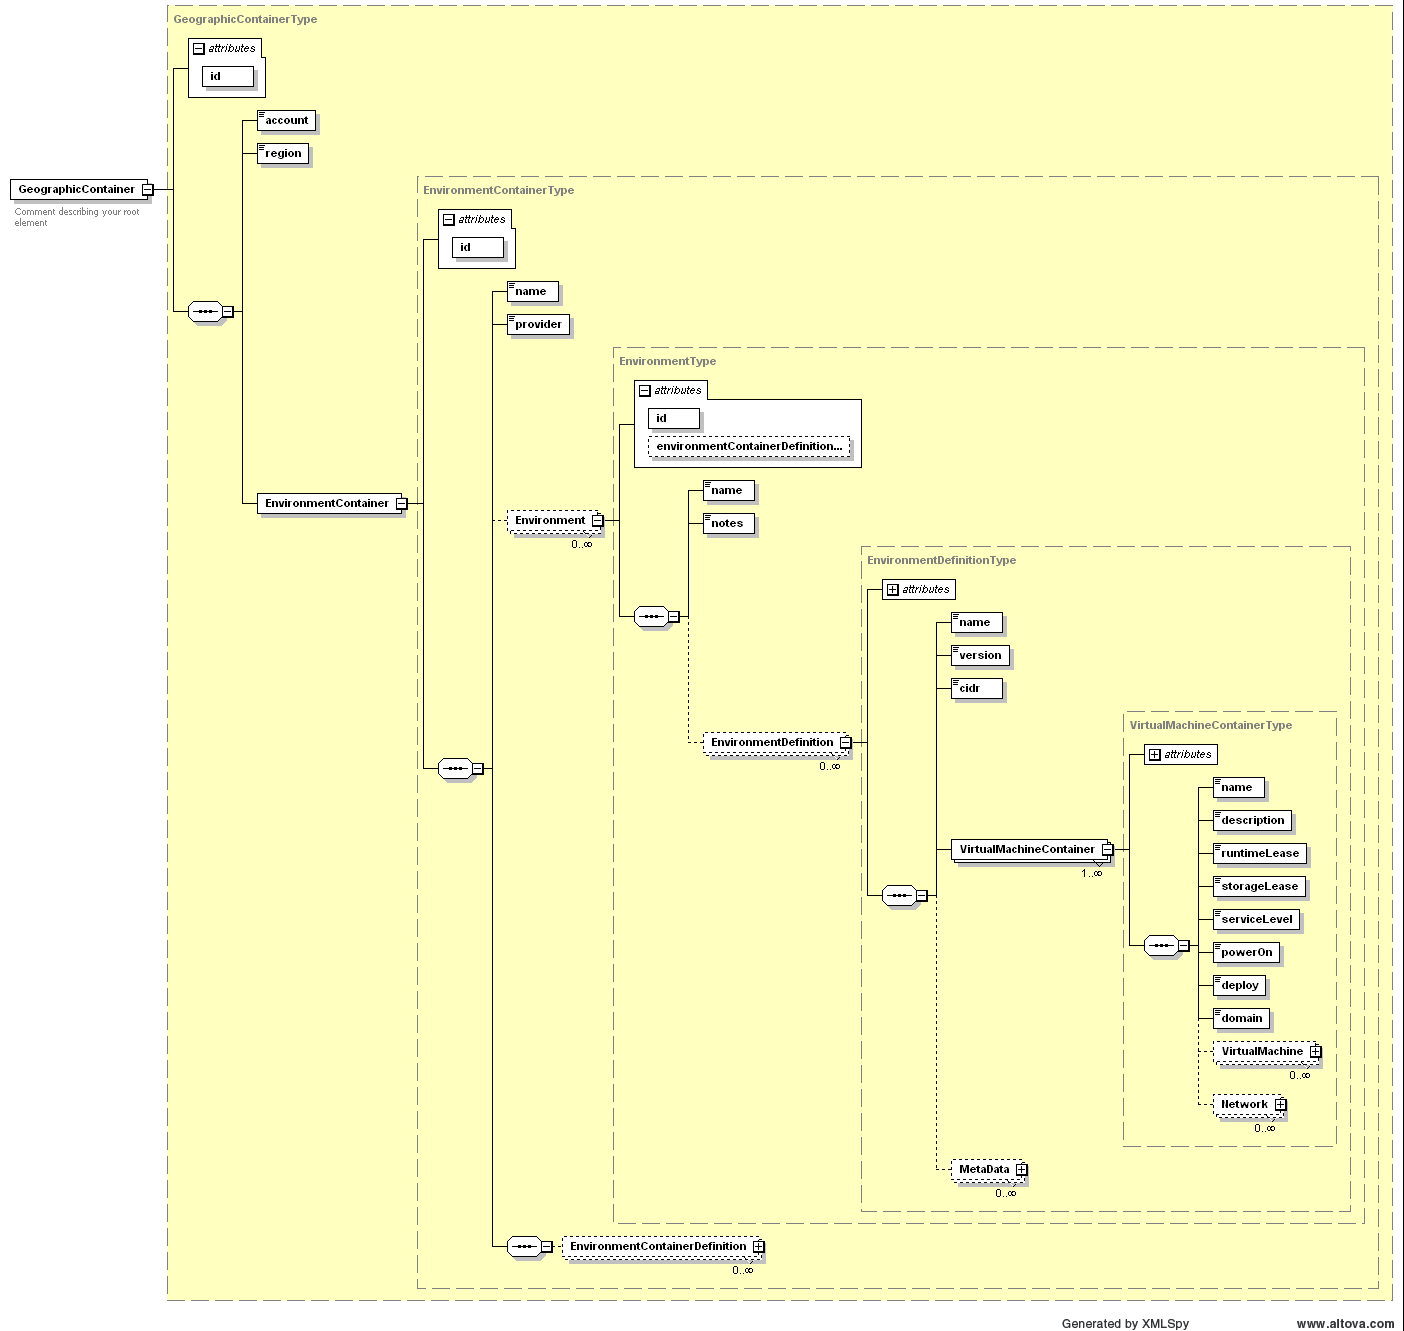 GeographicContainerType
attributes
id
account
region
GeographicContainer
Comment describing your root
element
EnvironmentContainerType
attributes
id
name
provider
EnvironmentType
attributes
id
environmentContainerDefinition...
name
notes
EnvironmentContainer
Environment
0..∞
EnvironmentDefinitionType
attributes
name
version
cidr
EnvironmentDefinition
0..∞
VirtualMachineContainerType
attributes
name
description
VirtualMachineContainer
1..∞
runtimeLease
storageLease
serviceLevel
powerOn
deploy
domain
VirtualMachine
0..∞
Network
0..∞
MetaData
0..∞
EnvironmentContainerDefinition
0..∞
Generated by XMLSpy
www.altova.com